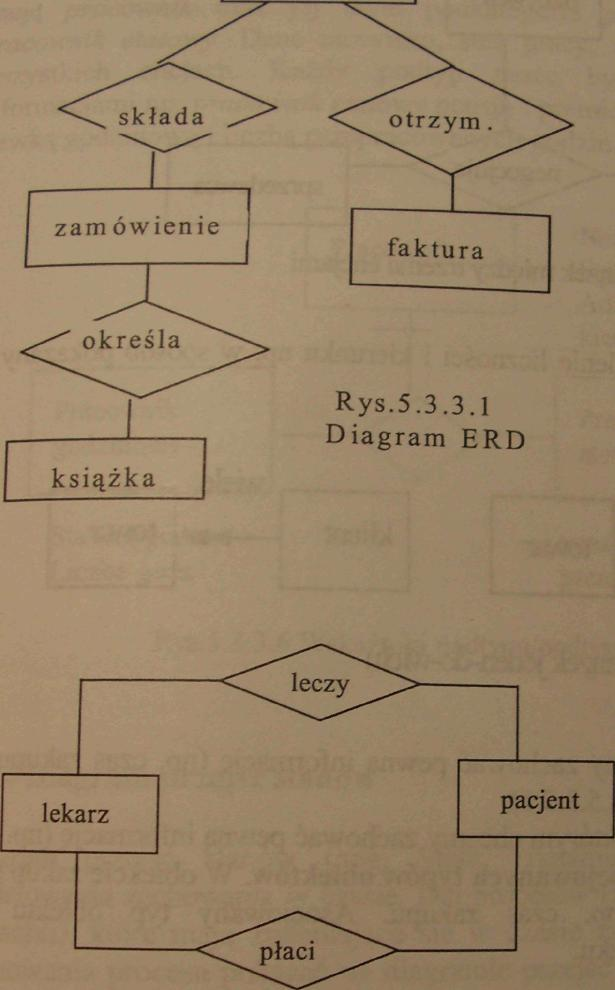 składa
otrzym.
zamówienie
faktura
określa
Rys.5.3.3.1
Diagram ERD
książka
leczy
lekarz
pacjent
płaci